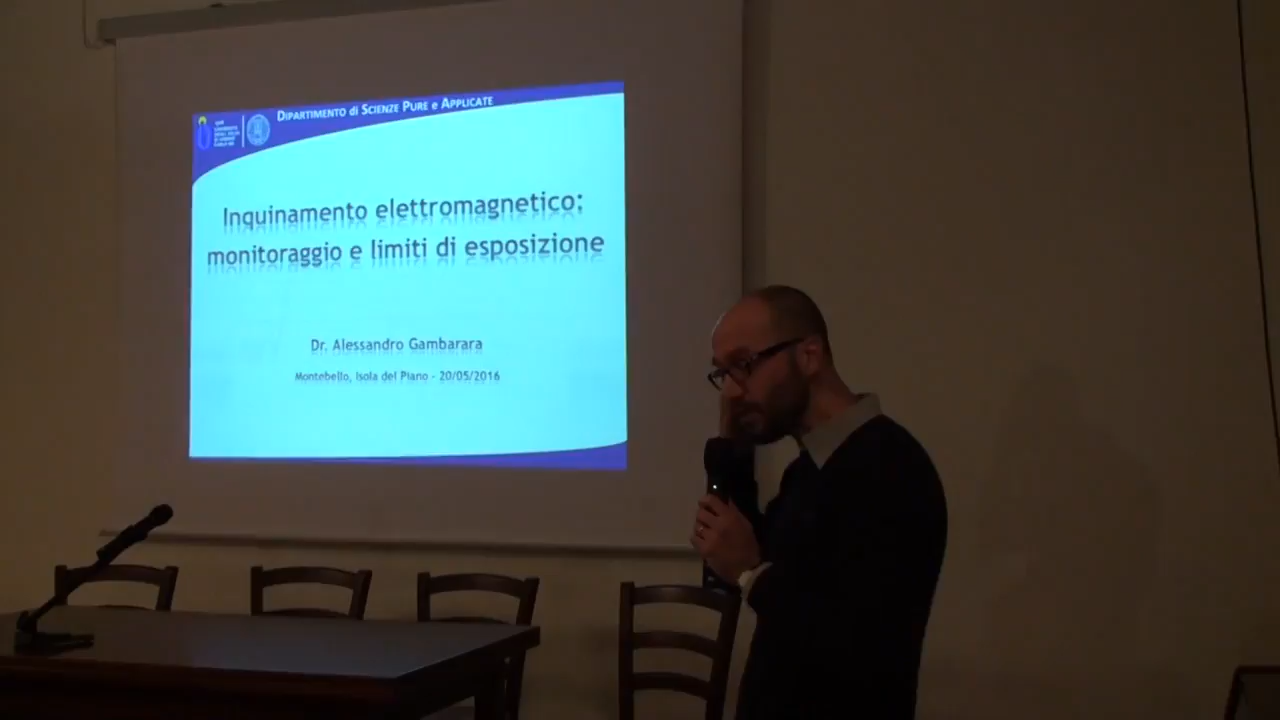 DIPARTIMENTO di SCIENZE PURE e APPLICATE
Inquinamento elettromagnetico:
monitoraggio e limiti di esposizione
Dr. Alessandro Gambarara
Montebello, Isola del Piano - 20/05/2016